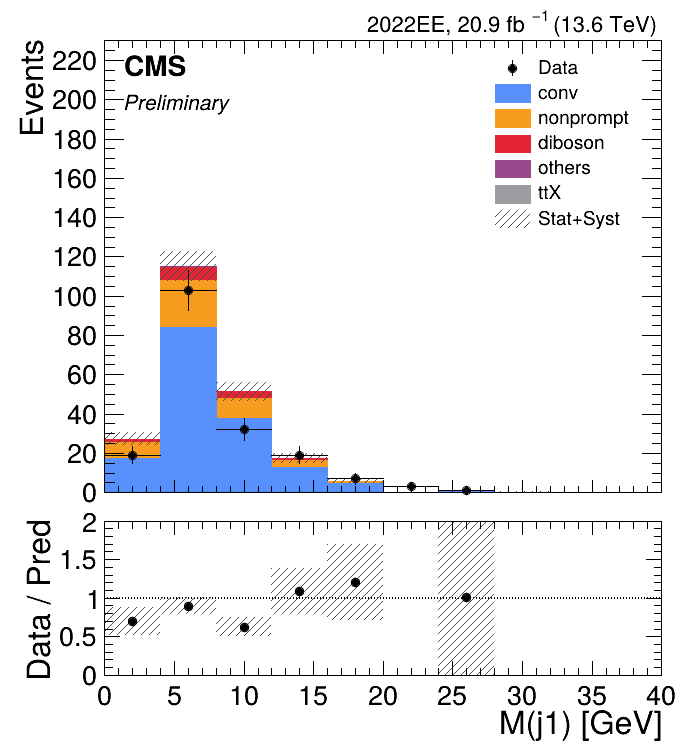 2022EE, 20.9 fb⁻¹ (13.6 TeV)
CMS
Preliminary
Events
220
200
180
160
140
120
100
80
60
40
20
0
Data
conv
nonprompt
diboson
others
ttX
Stat+Syst
Data / Pred
2
1.5
1
0.5
0
0 5 10 15 20 25 30 35 40
M(j1) [GeV]